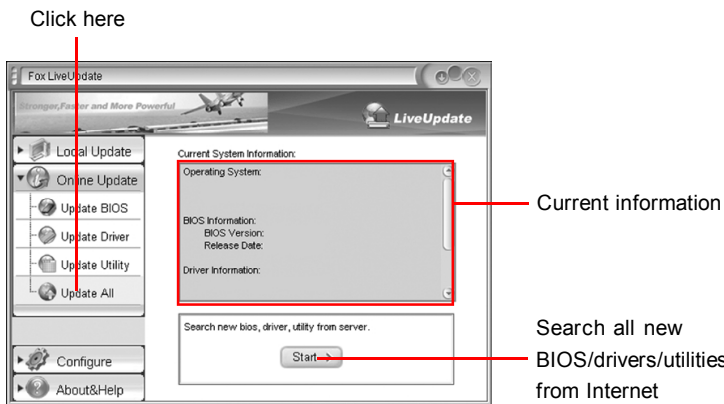 Click here
Fox LiveUpdate
Stronger,Faster and More Powerful
LiveUpdate
Local Update
Online Update
Update BIOS
Update Driver
Update Utility
Update All
Configure
About&Help
Current System Information:
Operating System:
BIOS Information:
BIOS Version:
Release Date:
Driver Information:
Search new bios, driver, utility from server.
Start
Current information
Search all new
BIOS/drivers/utilities
from Internet